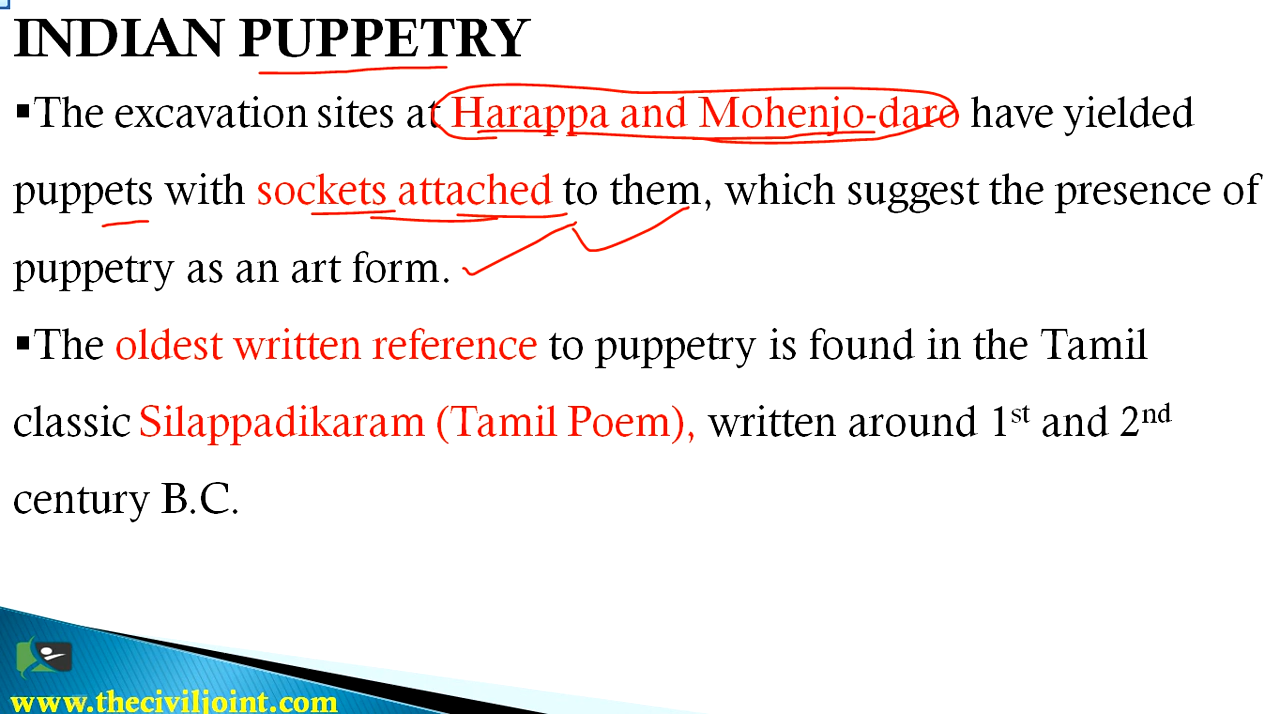 INDIAN PUPPETRY
▪The excavation sites at Harappa and Mohenjo-daro have yielded
puppets with sockets attached to them, which suggest the presence of
puppetry as an art form.
▪The oldest written reference to puppetry is found in the Tamil
classic Silappadikaram (Tamil Poem), written around 1st and 2nd
century B.C.
www.theciviljoint.com